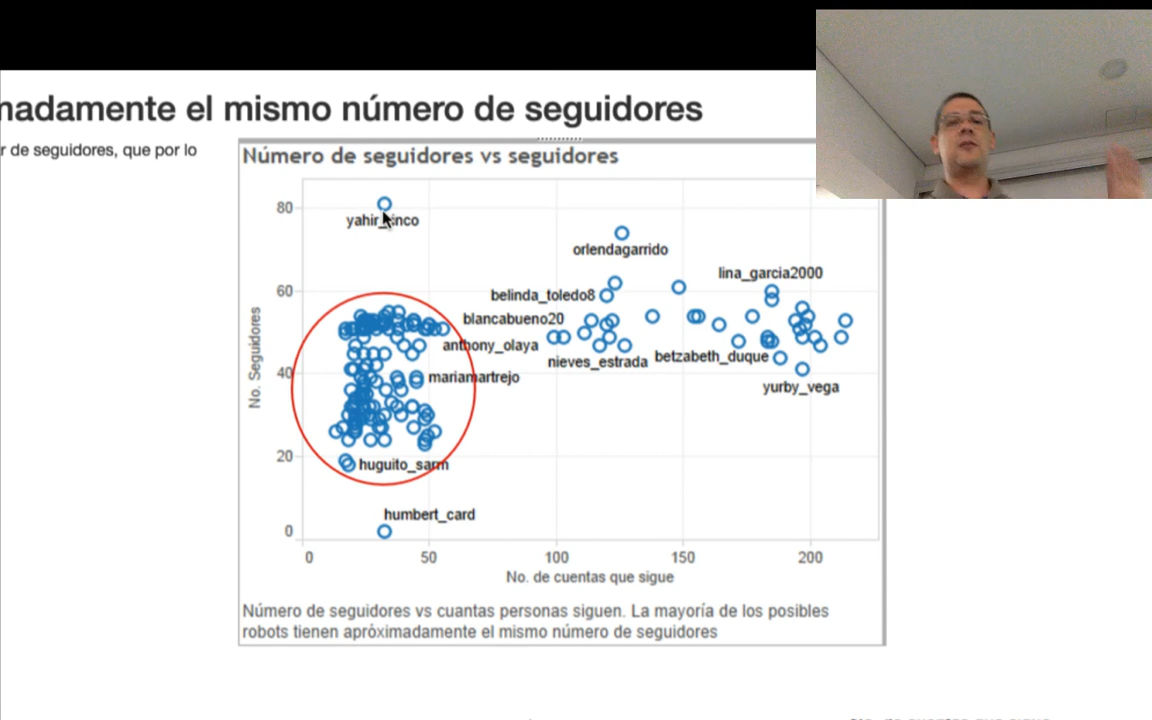 madamente el mismo número de seguidores
r de seguidores, que por lo
Número de seguidores vs seguidores
80
yahir_cinco
orlendagarrido
lina_garcia2000
60
belinda_toledo8
blancabueno20
anthony_olaya
nieves_estrada
betzabeth_duque
No. Seguidores
40
mariamartrejo
yurby_vega
20
huguito_sarm
humbert_card
0
0 50 100 150 200
No. de cuentas que sigue
Número de seguidores vs cuantas personas siguen. La mayoría de los posibles
robots tienen apróximadamente el mismo número de seguidores